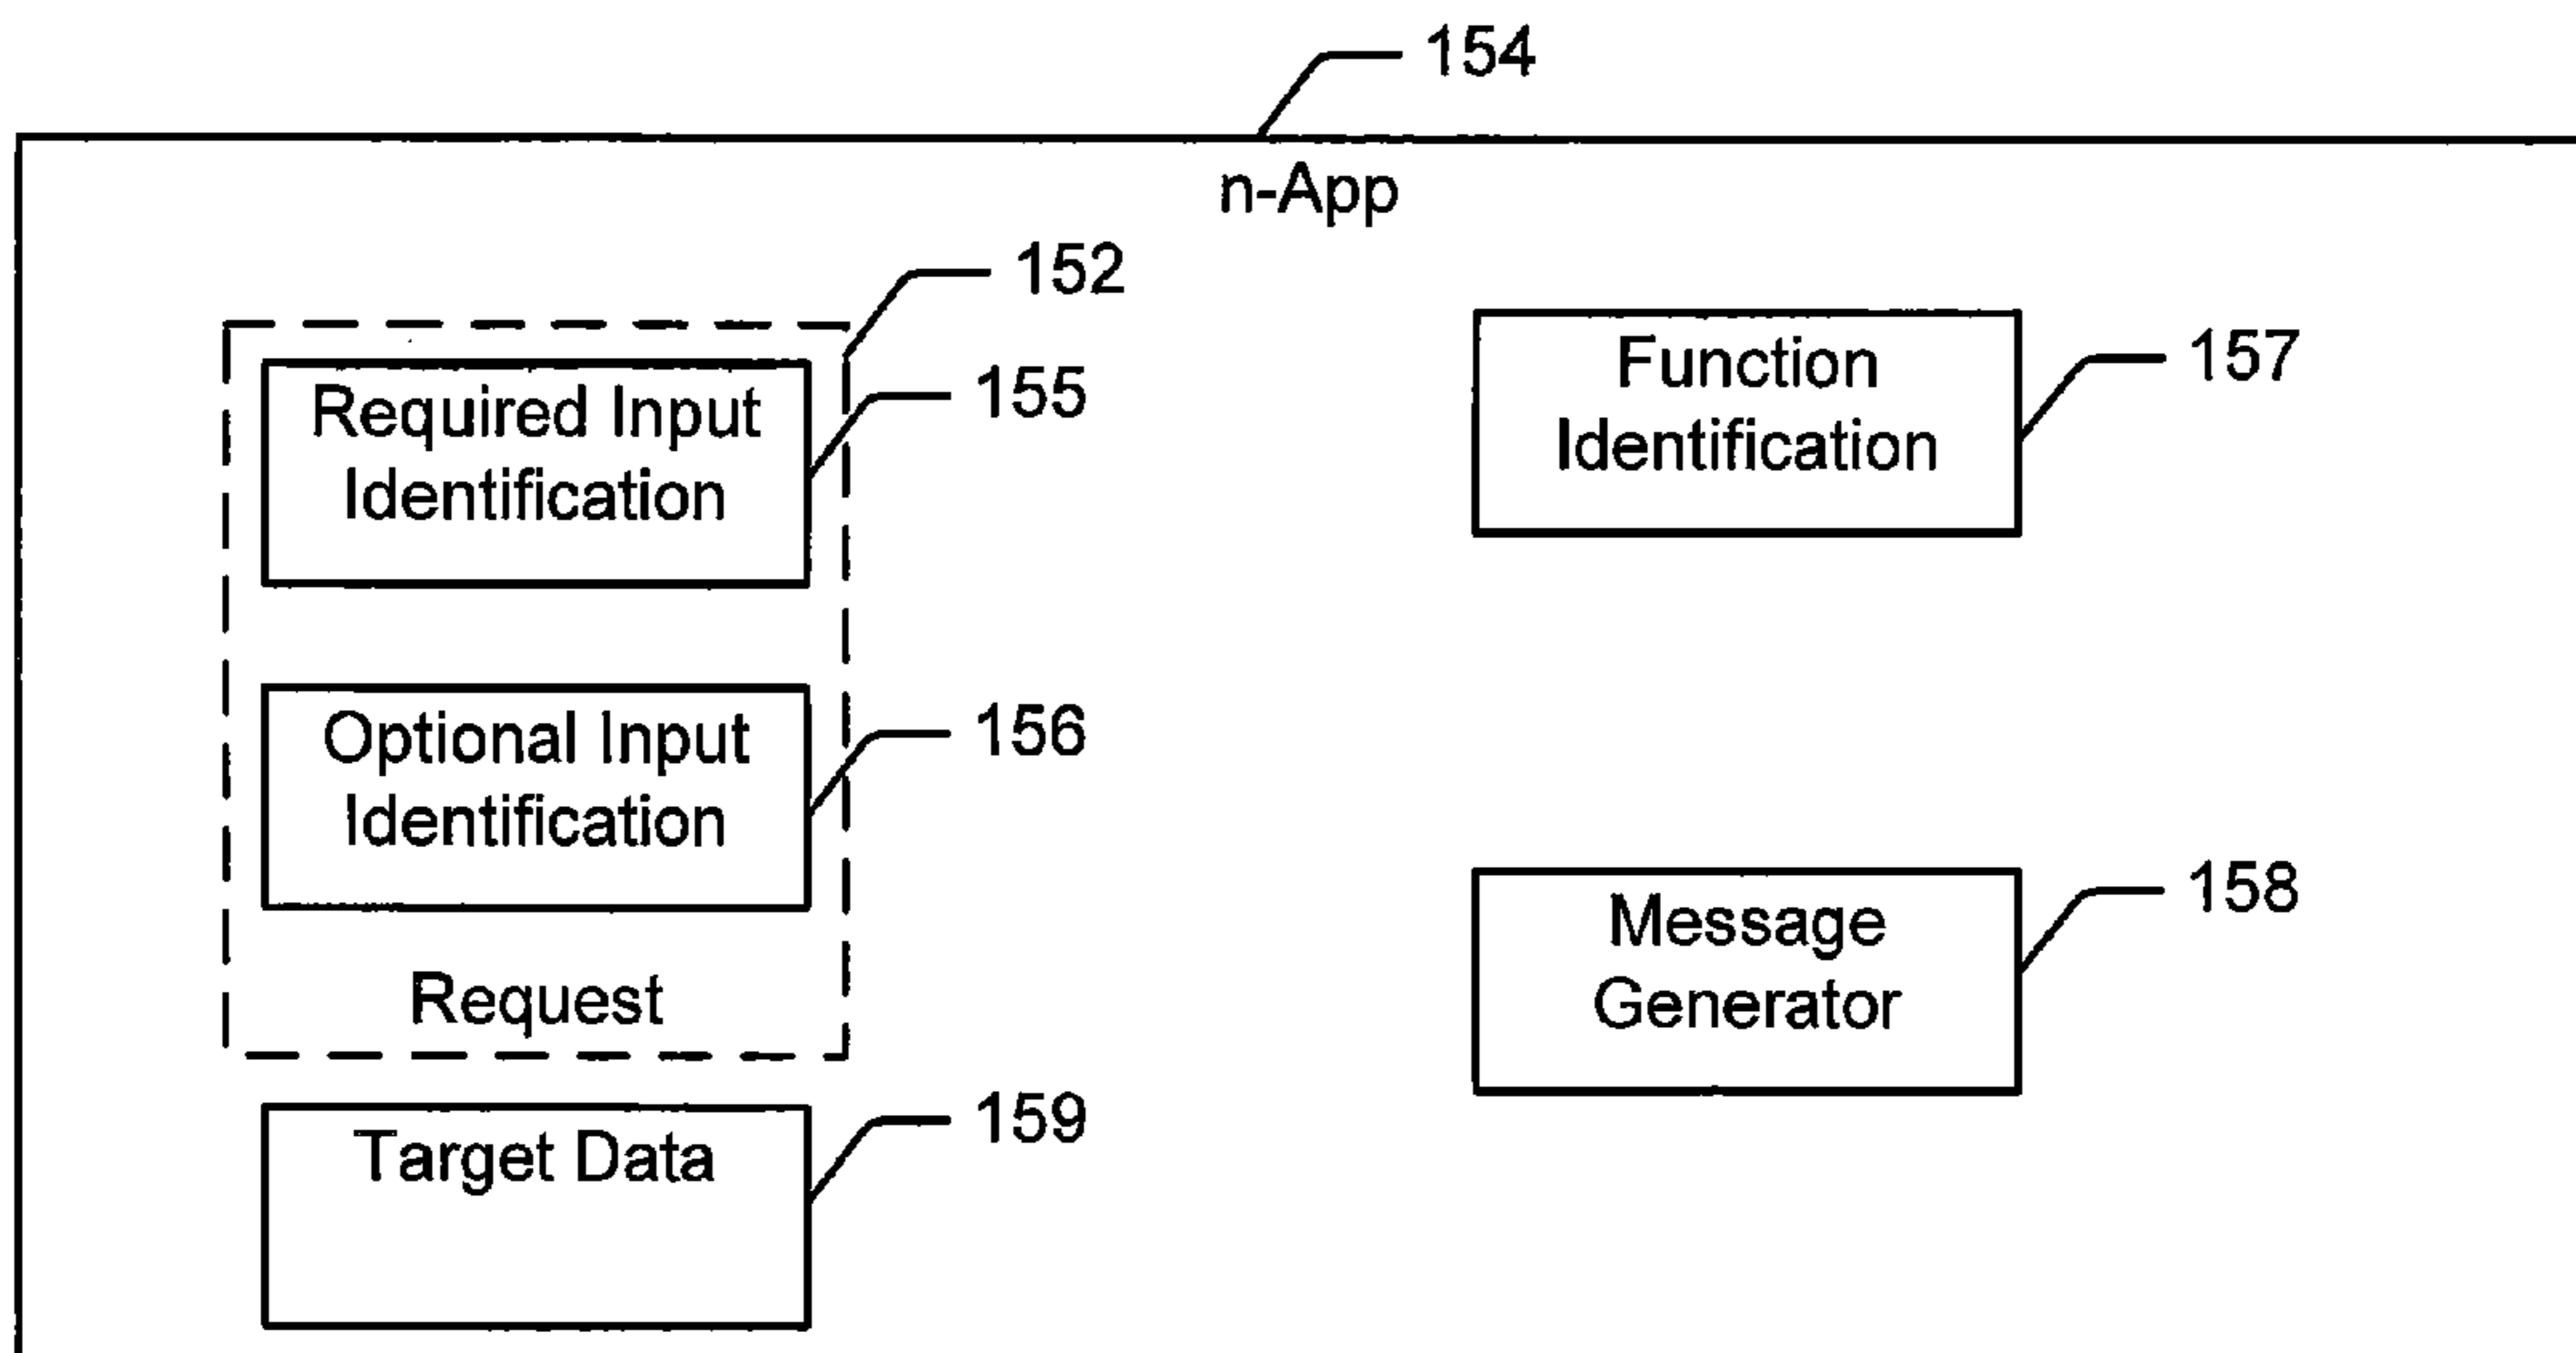 154
n-App
152
Required Input
Identification
155
Optional Input
Identification
156
Request
Target Data
159
Function
Identification
157
Message
Generator
158